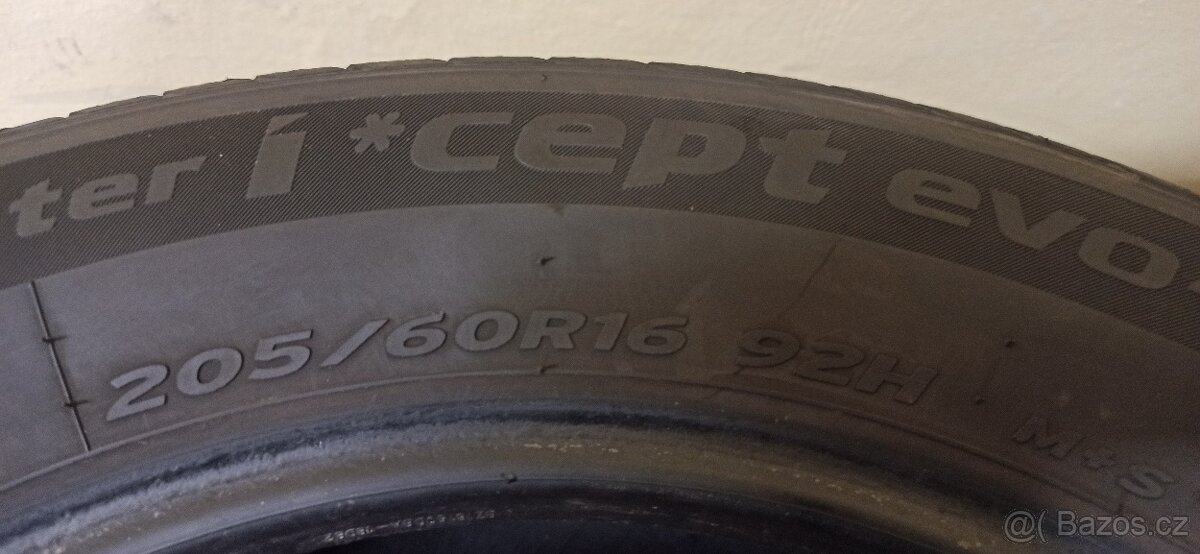 ter i*cept evo
205/60R16 92H M+S
@( Bazos.cz